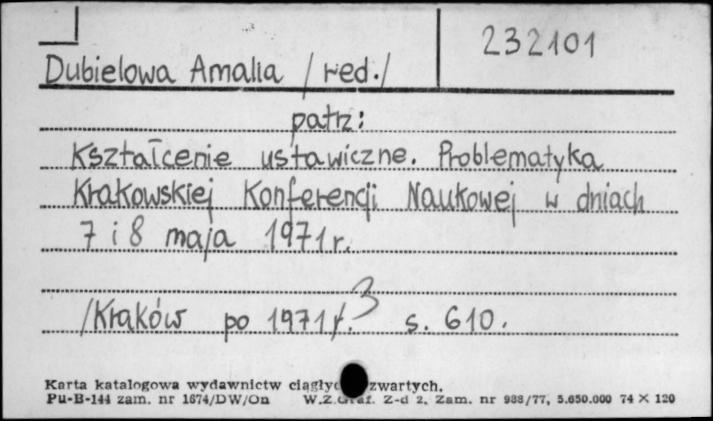 232101
Dubielowa Amalia /red./
patrz:
Kształcenie ustawiczne. Problematyka
Krakowskiej Konferencji Naukowej w dniach
7 i 8 maja 1971 r.
/Kraków po 1971/. 3 s. 610.
Karta katalogowa wydawnictw zwartych.
Pu-B-144 zam. nr 1674/DW/On W.Z.Graf. Z-d 2, Zam. nr 988/77, 5.650.000 74 X 120